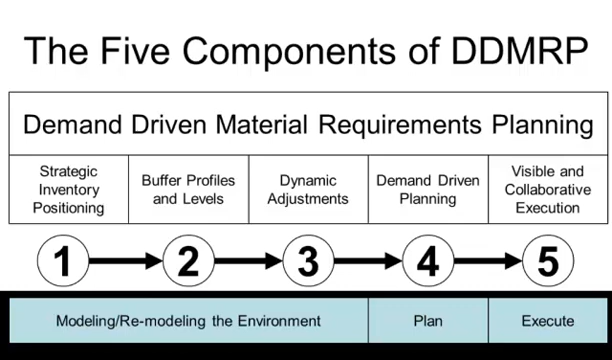 The Five Components of DDMRP
Demand Driven Material Requirements Planning
Strategic
Inventory
Positioning
Buffer Profiles
and Levels
Dynamic
Adjustments
Demand Driven
Planning
Visible and
Collaborative
Execution
1
2
3
4
5
Modeling/Re-modeling the Environment
Plan
Execute